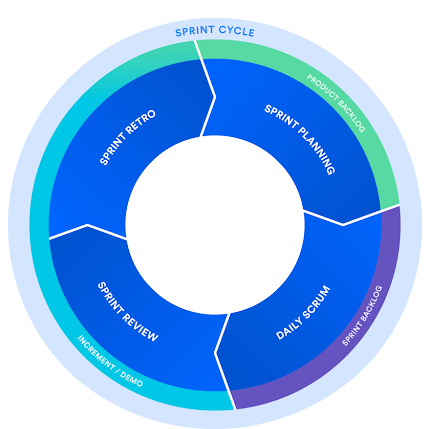 SPRINT CYCLE
PRODUCT BACKLOG
SPRINT PLANNING
SPRINT BACKLOG
DAILY SCRUM
INCREMENT / DEMO
SPRINT REVIEW
SPRINT RETRO